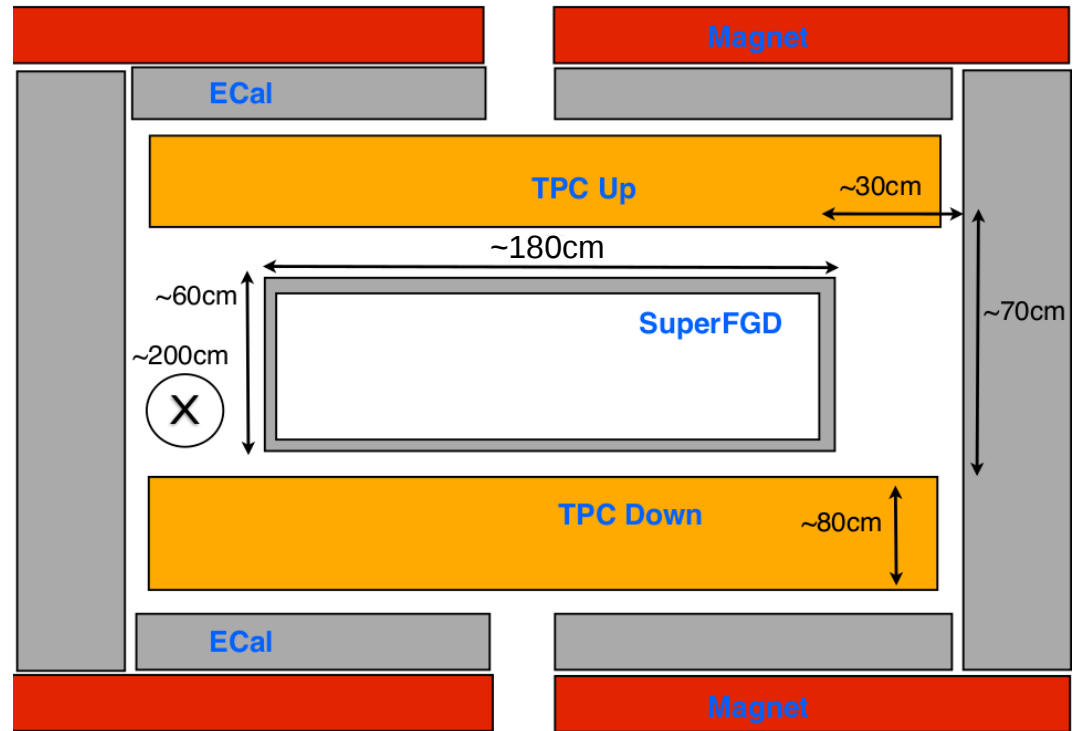 Magnet
ECal
TPC Up
~30cm
~180cm
~60cm
~70cm
SuperFGD
~200cm
X
TPC Down
~80cm
ECal
Magnet